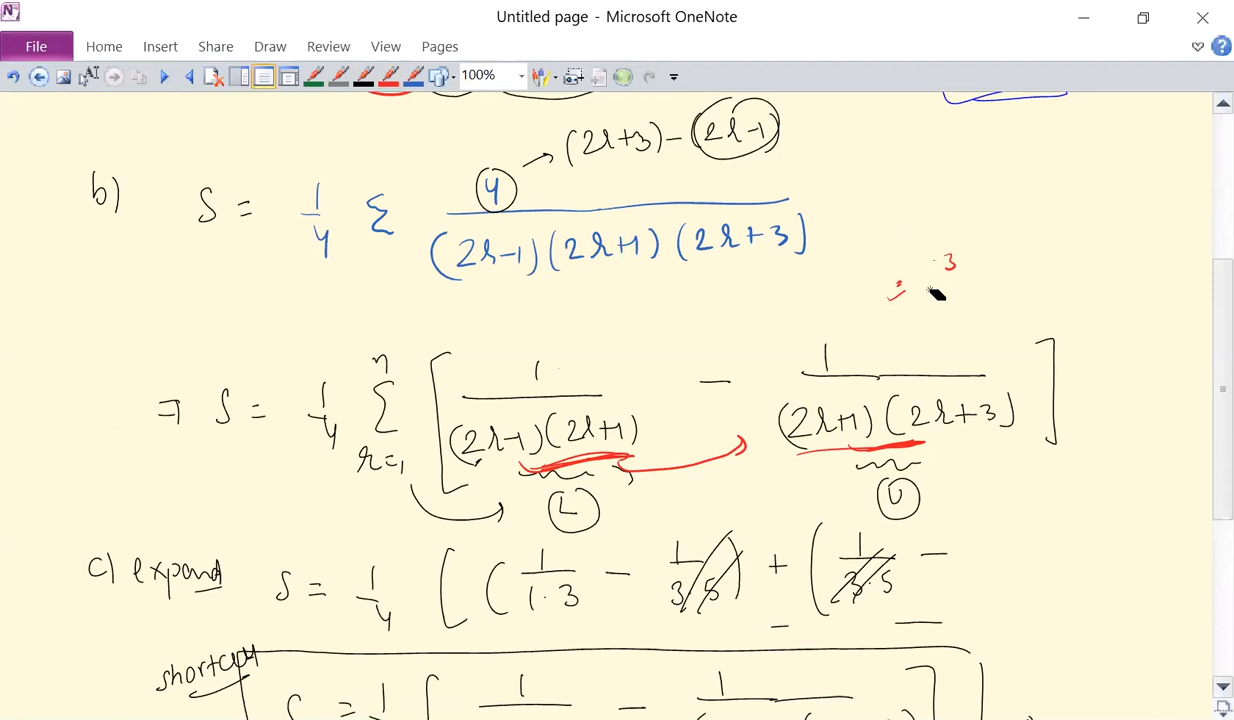 Untitled page - Microsoft OneNote
File Home Insert Share Draw Review View Pages
100%
4 → (2r+3) - (2r-1)
b) S = 1/4 Σ 4/((2r-1)(2r+1)(2r+3))
3
⇒ S = 1/4 Σ r=1 n [ 1/((2r-1)(2r+1)) - 1/((2r+1)(2r+3)) ]
L U
c) expand S = 1/4 [ ( 1/(1·3) - 1/(3·5) ) + ( 1/(3·5) -
shortcut
S = 1/4 [ 1 - 1